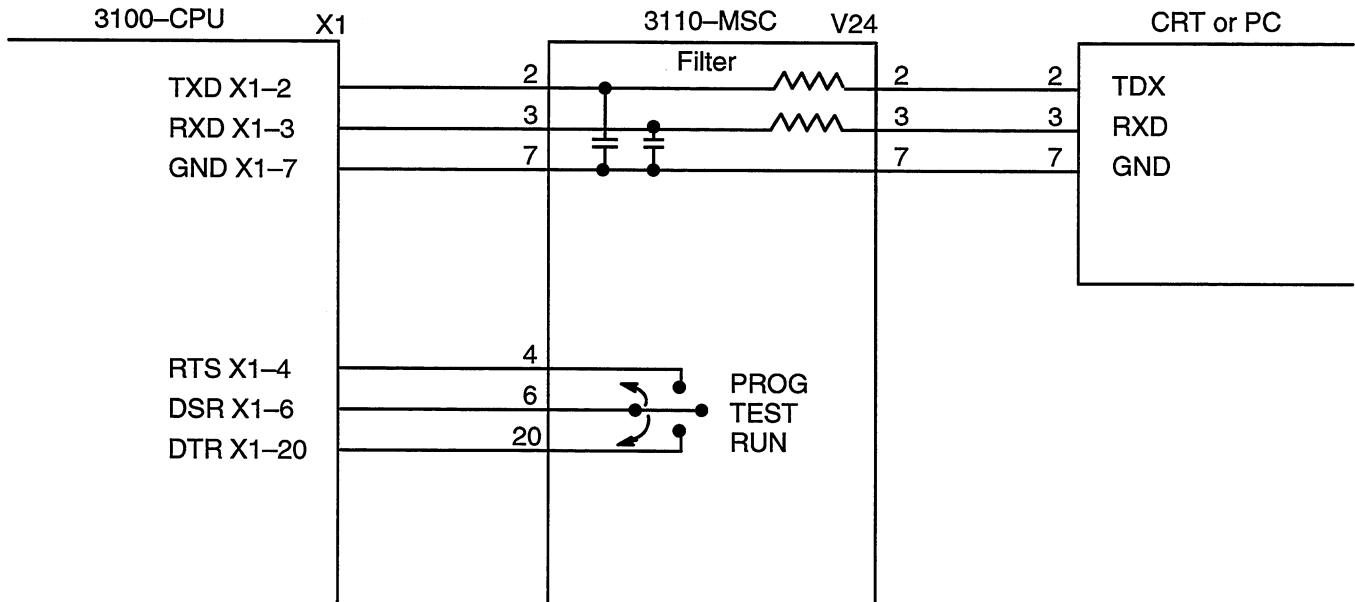 3100–CPU
X1
3110–MSC
V24
CRT or PC
Filter
TXD X1–2
2
2
2
TDX
RXD X1–3
3
3
3
RXD
GND X1–7
7
7
7
GND
RTS X1–4
4
PROG
DSR X1–6
6
TEST
DTR X1–20
20
RUN